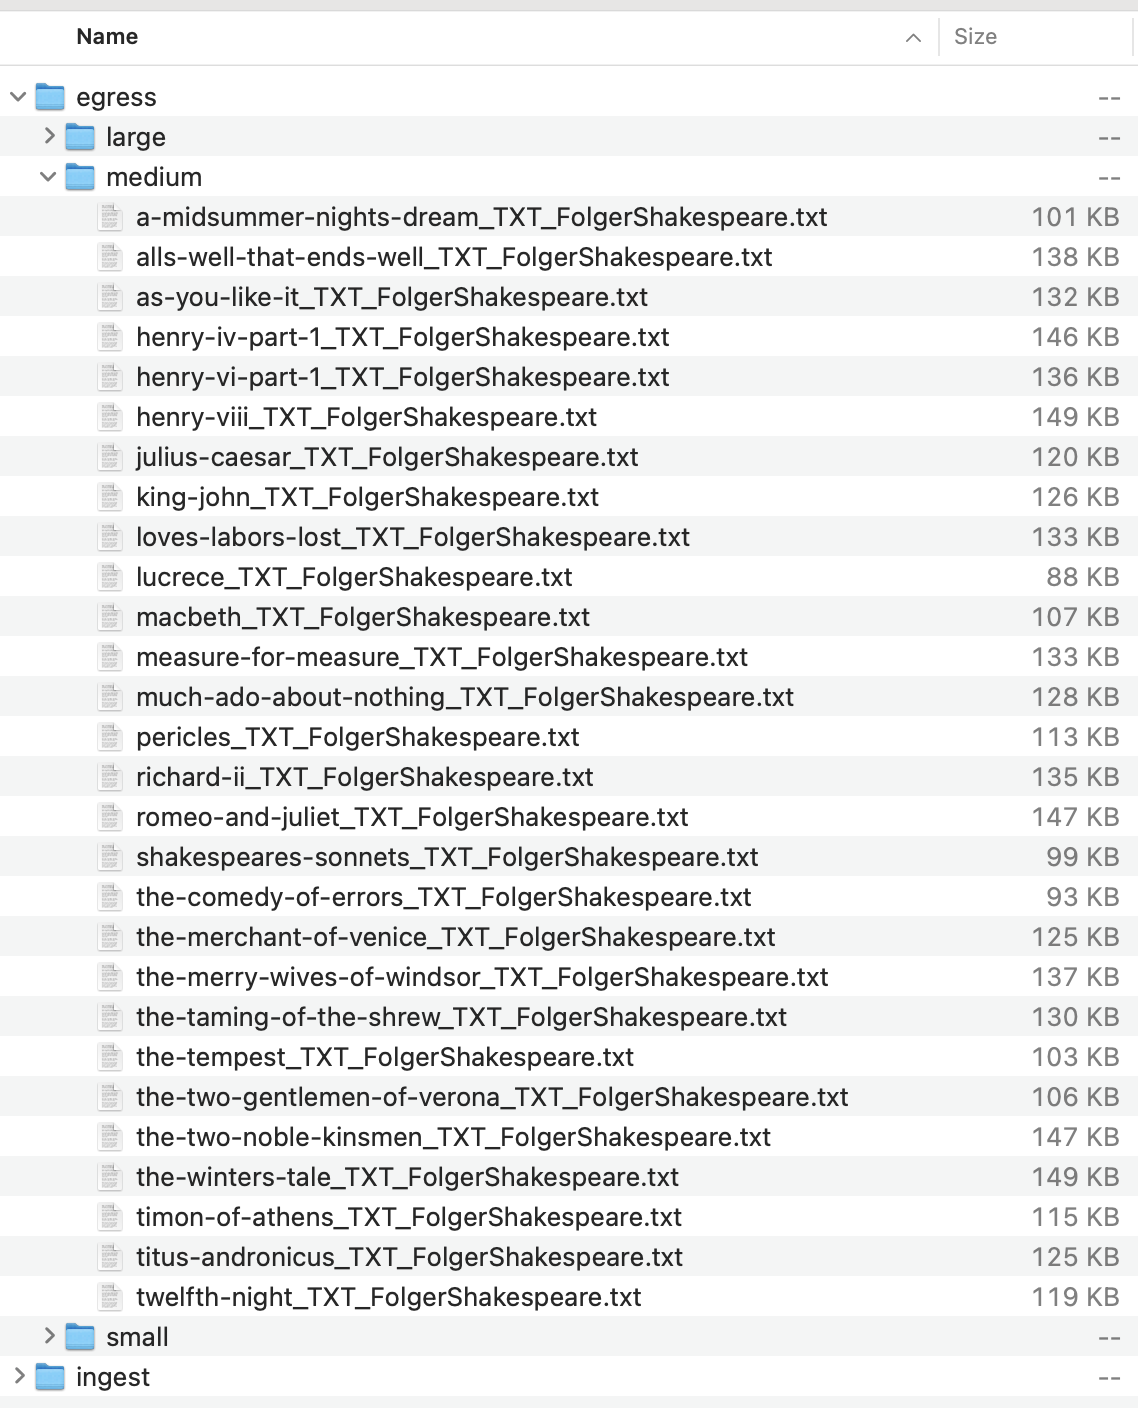 Name Size
egress --
large --
medium --
a-midsummer-nights-dream_TXT_FolgerShakespeare.txt 101 KB
alls-well-that-ends-well_TXT_FolgerShakespeare.txt 138 KB
as-you-like-it_TXT_FolgerShakespeare.txt 132 KB
henry-iv-part-1_TXT_FolgerShakespeare.txt 146 KB
henry-vi-part-1_TXT_FolgerShakespeare.txt 136 KB
henry-viii_TXT_FolgerShakespeare.txt 149 KB
julius-caesar_TXT_FolgerShakespeare.txt 120 KB
king-john_TXT_FolgerShakespeare.txt 126 KB
loves-labors-lost_TXT_FolgerShakespeare.txt 133 KB
lucrece_TXT_FolgerShakespeare.txt 88 KB
macbeth_TXT_FolgerShakespeare.txt 107 KB
measure-for-measure_TXT_FolgerShakespeare.txt 133 KB
much-ado-about-nothing_TXT_FolgerShakespeare.txt 128 KB
pericles_TXT_FolgerShakespeare.txt 113 KB
richard-ii_TXT_FolgerShakespeare.txt 135 KB
romeo-and-juliet_TXT_FolgerShakespeare.txt 147 KB
shakespeares-sonnets_TXT_FolgerShakespeare.txt 99 KB
the-comedy-of-errors_TXT_FolgerShakespeare.txt 93 KB
the-merchant-of-venice_TXT_FolgerShakespeare.txt 125 KB
the-merry-wives-of-windsor_TXT_FolgerShakespeare.txt 137 KB
the-taming-of-the-shrew_TXT_FolgerShakespeare.txt 130 KB
the-tempest_TXT_FolgerShakespeare.txt 103 KB
the-two-gentlemen-of-verona_TXT_FolgerShakespeare.txt 106 KB
the-two-noble-kinsmen_TXT_FolgerShakespeare.txt 147 KB
the-winters-tale_TXT_FolgerShakespeare.txt 149 KB
timon-of-athens_TXT_FolgerShakespeare.txt 115 KB
titus-andronicus_TXT_FolgerShakespeare.txt 125 KB
twelfth-night_TXT_FolgerShakespeare.txt 119 KB
small --
ingest --